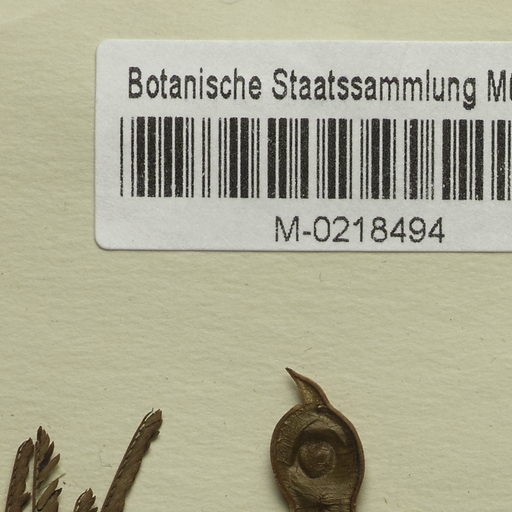 Botanische Staatssammlung
M-0218494